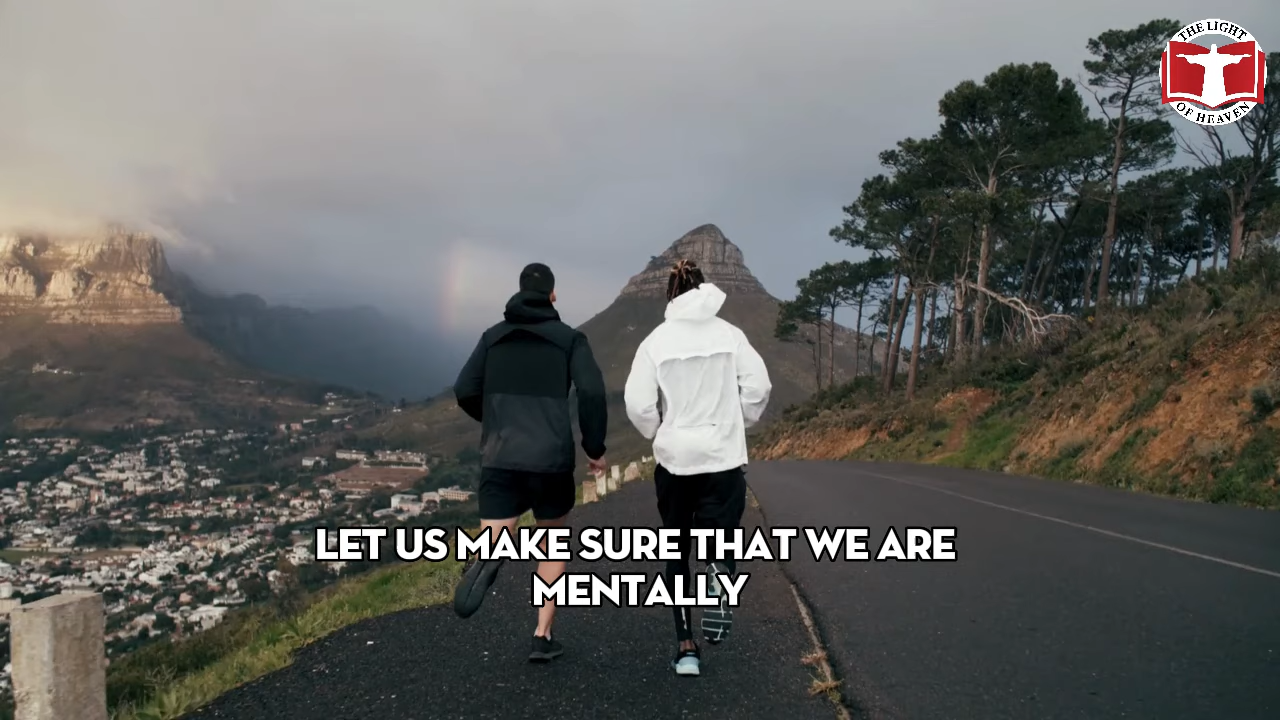 THE LIGHT
OF HEAVEN
LET US MAKE SURE THAT WE ARE
MENTALLY